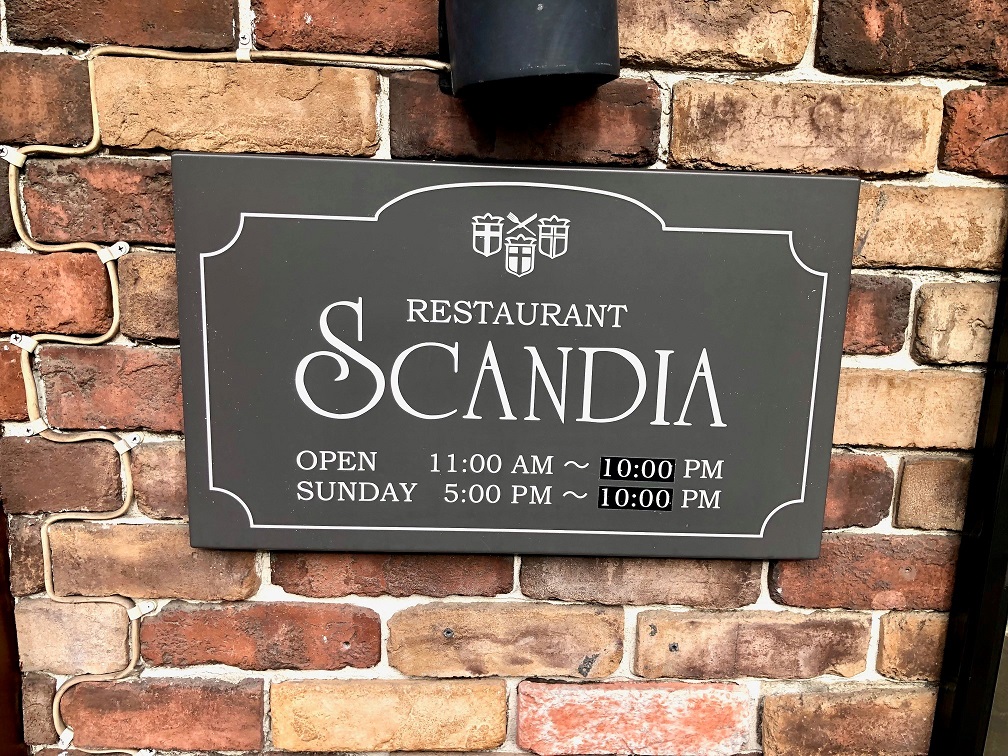 RESTAURANT
SCANDIA
OPEN 11:00 AM ~ 10:00 PM
SUNDAY 5:00 PM ~ 10:00 PM